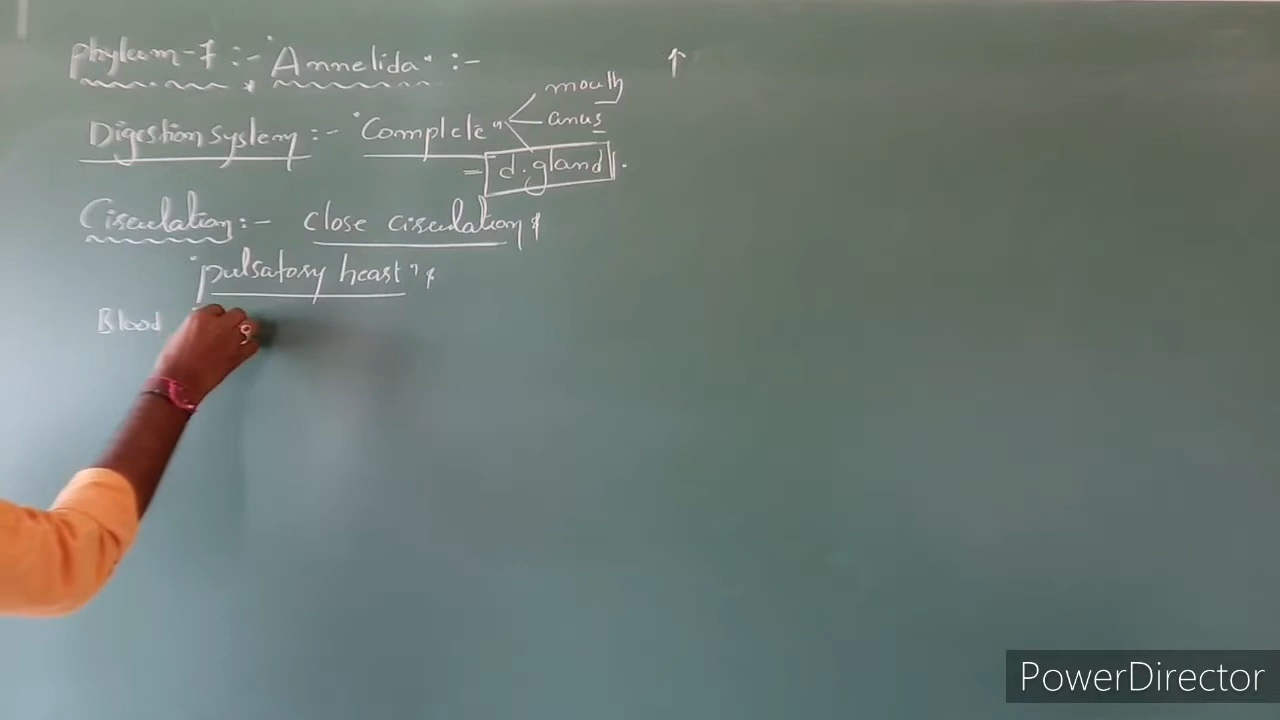 phylum-7 :- "Annelida" :-
mouth
Digestion system :- "Complete" anus
= d.gland.
Circulation :- close circulation &
"pulsatory heart" &
Blood
PowerDirector